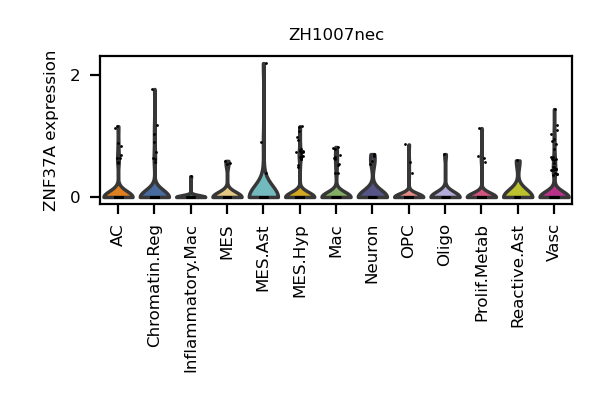 ZH1007nec
ZNF37A expression
2
0
AC
Chromatin.Reg
Inflammatory.Mac
MES
MES.Ast
MES.Hyp
Mac
Neuron
OPC
Oligo
Prolif.Metab
Reactive.Ast
Vasc